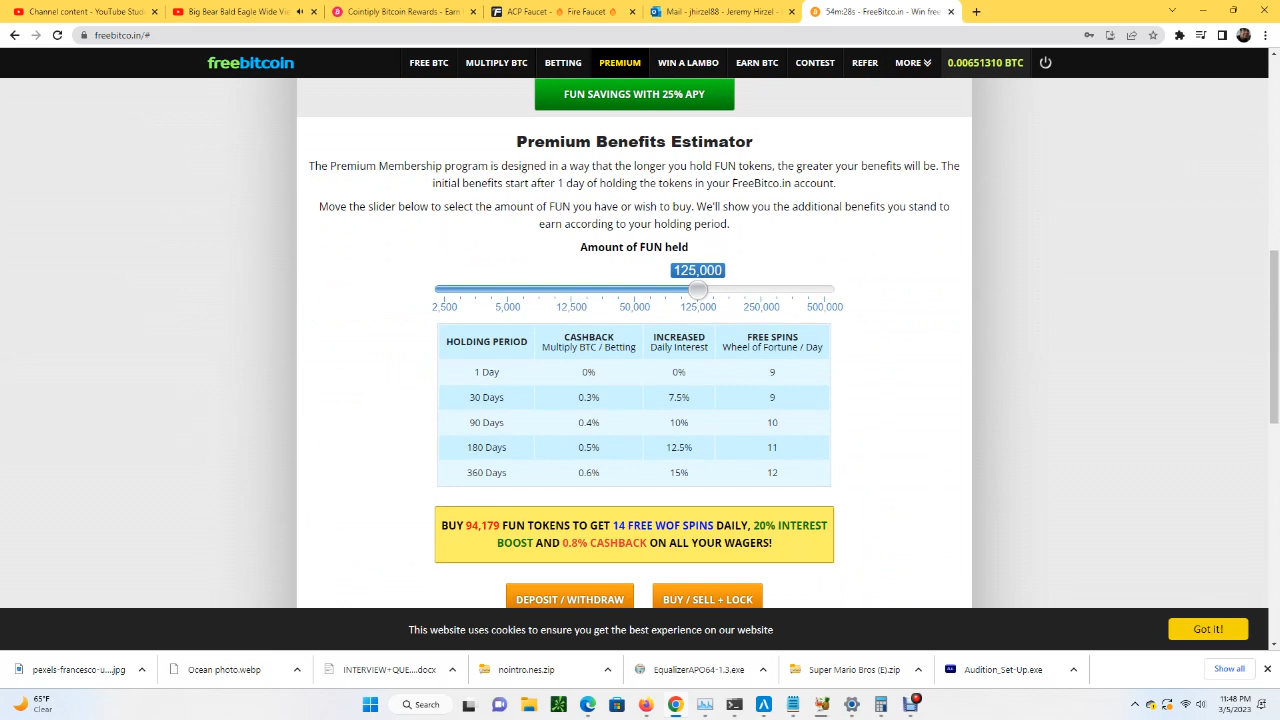 Channel content - YouTube Studi
Big Bear Bald Eagle Wide Vi
Cointiply Bitcoin Rewards - Earn
ACP Faucet - 🔥 Fire Faucet 🔥
Mail - jhirzel88 - Jeremy Hirzel -
54m:28s - FreeBitco.in - Win free
freebitco.in/#
freebitcoin
FREE BTC
MULTIPLY BTC
BETTING
PREMIUM
WIN A LAMBO
EARN BTC
CONTEST
REFER
MORE
0.00651310 BTC
FUN SAVINGS WITH 25% APY
Premium Benefits Estimator
The Premium Membership program is designed in a way that the longer you hold FUN tokens, the greater your benefits will be. The
initial benefits start after 1 day of holding the tokens in your FreeBitco.in account.
Move the slider below to select the amount of FUN you have or wish to buy. We'll show you the additional benefits you stand to
earn according to your holding period.
Amount of FUN held
125,000
2,500 5,000 12,500 50,000 125,000 250,000 500,000
HOLDING PERIOD
CASHBACK
Multiply BTC / Betting
INCREASED
Daily Interest
FREE SPINS
Wheel of Fortune / Day
1 Day 0% 0% 9
30 Days 0.3% 7.5% 9
90 Days 0.4% 10% 10
180 Days 0.5% 12.5% 11
360 Days 0.6% 15% 12
BUY 94,179 FUN TOKENS TO GET 14 FREE WOF SPINS DAILY, 20% INTEREST
BOOST AND 0.8% CASHBACK ON ALL YOUR WAGERS!
DEPOSIT / WITHDRAW
BUY / SELL + LOCK
This website uses cookies to ensure you get the best experience on our website
Got it!
pexels-francesco-u....jpg
Ocean photo.webp
INTERVIEW+QUE....docx
nointro.nes.zip
EqualizerAPO64-1.3.exe
Super Mario Bros (E).zip
Audition_Set-Up.exe
Show all
65°F
Clear
Search
11:48 PM
3/5/2023